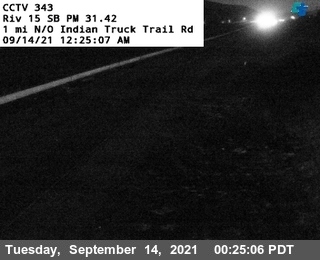 CCTV 343
Riv 15 SB PM 31.42
1 mi N/O Indian Truck Trail Rd
09/14/21 12:25:07 AM
Tuesday, September 14, 2021 00:25:06 PDT